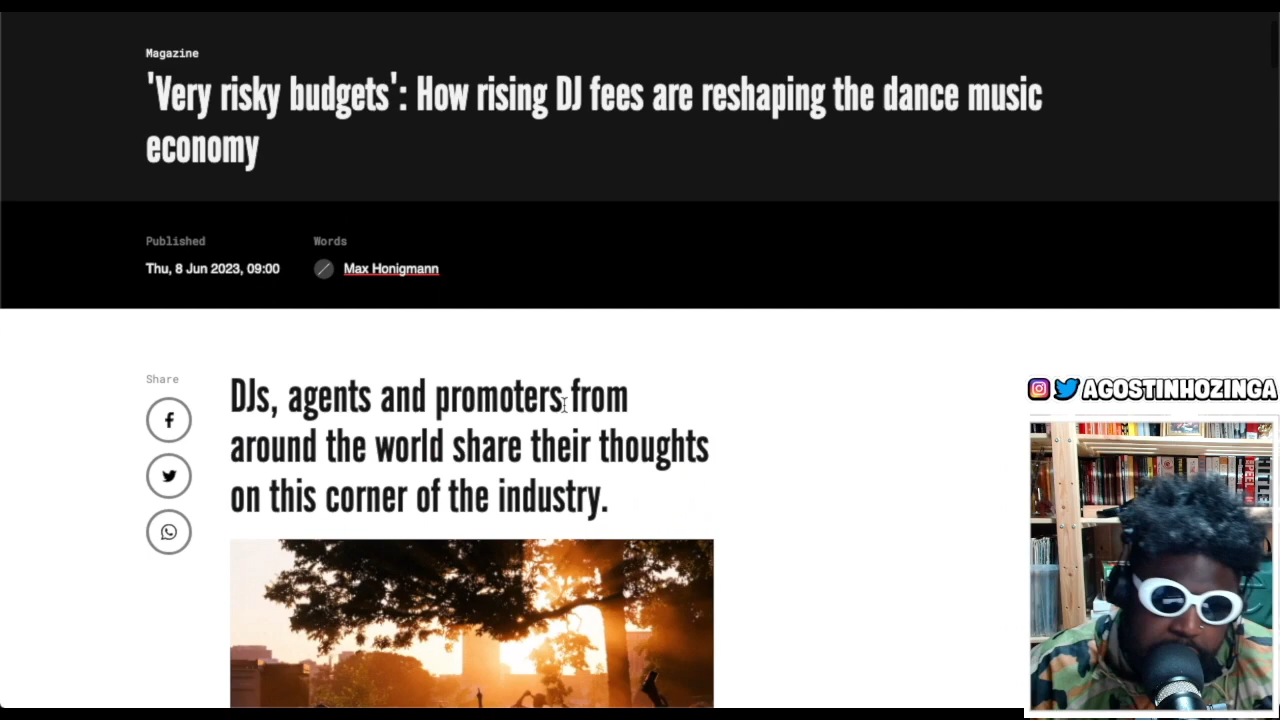 Magazine
'Very risky budgets': How rising DJ fees are reshaping the dance music
economy
Published
Words
Thu, 8 Jun 2023, 09:00
Max Honigmann
Share
DJs, agents and promoters from
around the world share their thoughts
on this corner of the industry.
AGOSTINHOZINGA